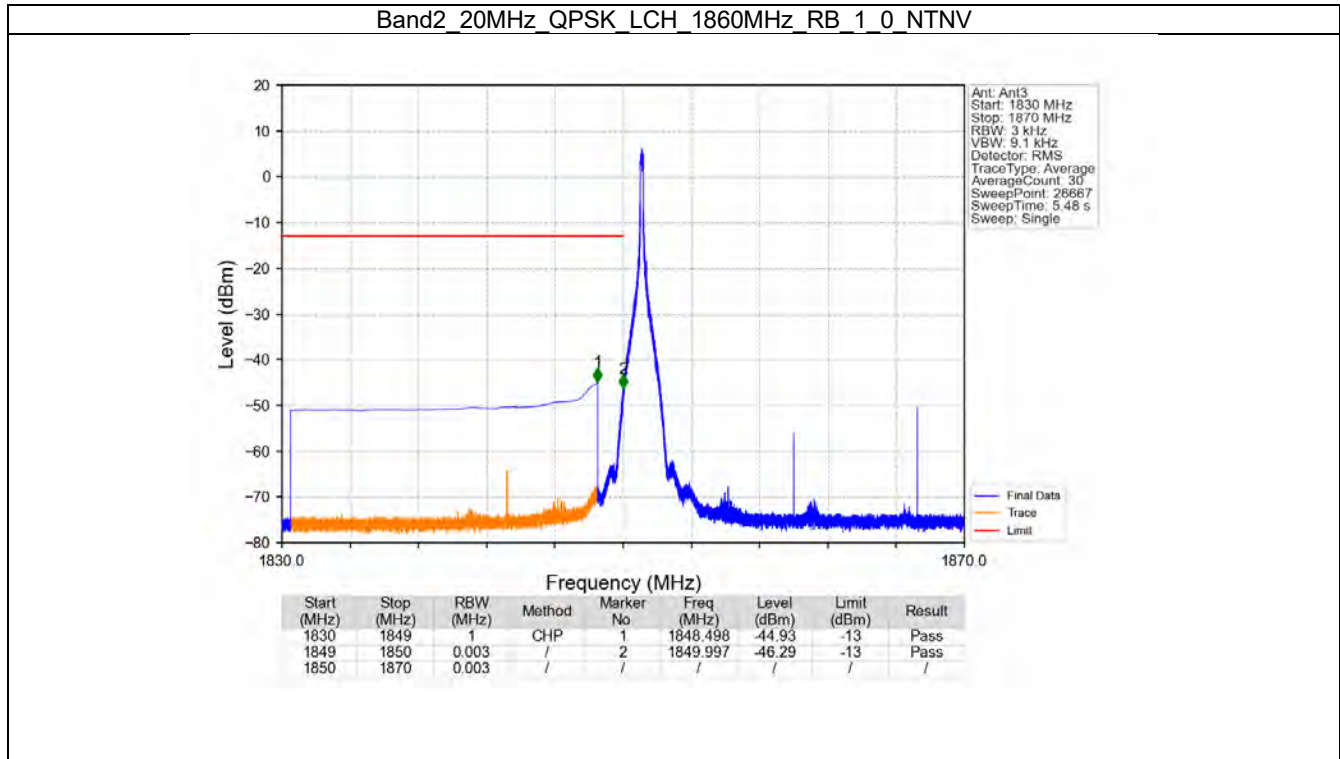 Band2_20MHz_QPSK_LCH_1860MHz_RB_1_0_NTNV
Ant: Ant3
Start: 1830 MHz
Stop: 1870 MHz
RBW: 3 kHz
VBW: 9.1 kHz
Detector: RMS
TraceType: Average
AverageCount: 30
SweepPoint: 26667
SweepTime: 5.48 s
Sweep: Single
20
10
0
−10
−20
−30
−40
−50
−60
−70
−80
Level (dBm)
1
2
Final Data
Trace
Limit
1830.0
1870.0
Frequency (MHz)
Start (MHz) Stop (MHz) RBW (MHz) Method Marker No Freq (MHz) Level (dBm) Limit (dBm) Result
1830 1849 1 CHP 1 1848.498 -44.93 -13 Pass
1849 1850 0.003 / 2 1849.997 -46.29 -13 Pass
1850 1870 0.003 / / / / / /